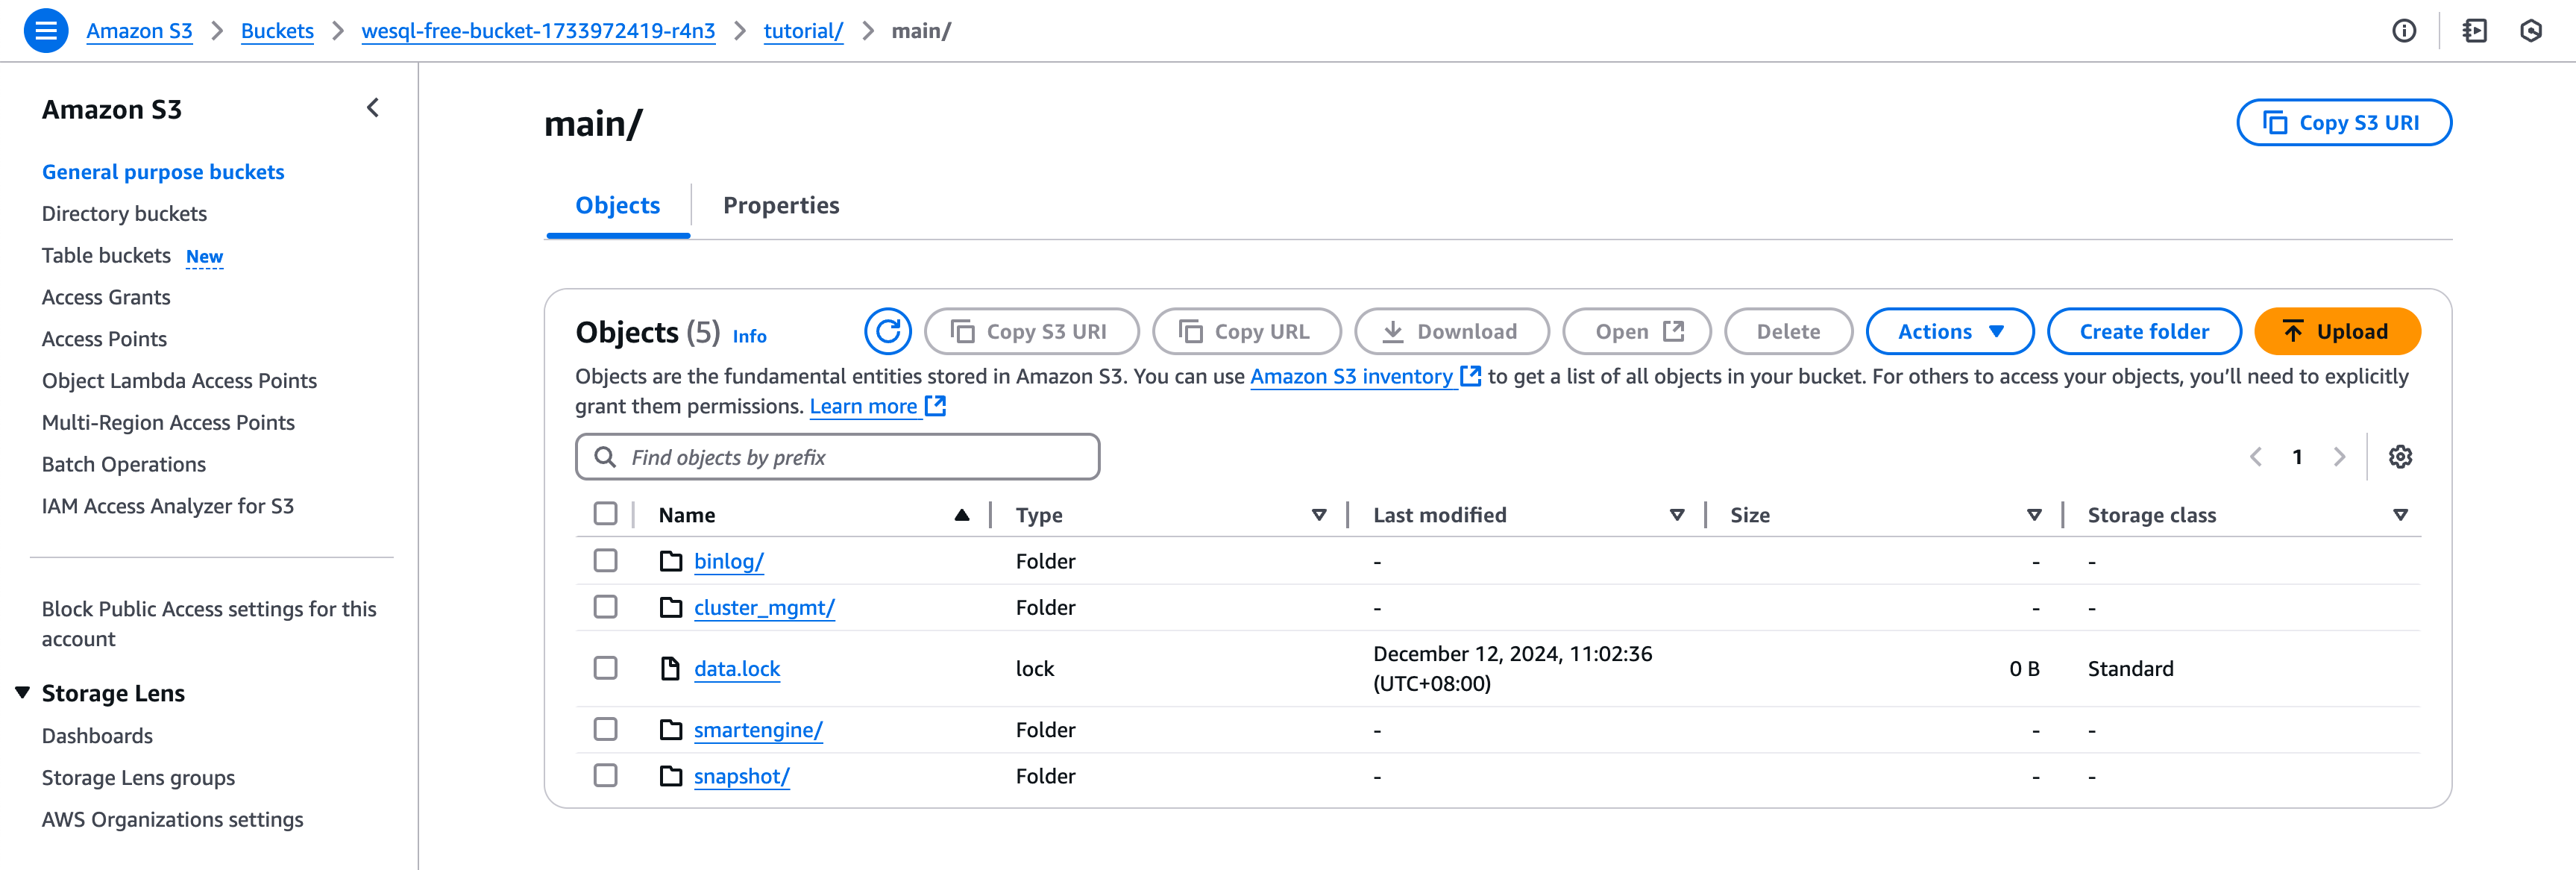 Amazon S3 > Buckets > wesql-free-bucket-1733972419-r4n3 > tutorial/ > main/
Amazon S3
General purpose buckets
Directory buckets
Table buckets New
Access Grants
Access Points
Object Lambda Access Points
Multi-Region Access Points
Batch Operations
IAM Access Analyzer for S3
Block Public Access settings for this
account
Storage Lens
Dashboards
Storage Lens groups
AWS Organizations settings
main/
Copy S3 URI
Objects Properties
Objects (5) Info Copy S3 URI Copy URL Download Open Delete Actions Create folder Upload
Objects are the fundamental entities stored in Amazon S3. You can use Amazon S3 inventory to get a list of all objects in your bucket. For others to access your objects, you’ll need to explicitly
grant them permissions. Learn more
Find objects by prefix
1
Name Type Last modified Size Storage class
binlog/ Folder - - -
cluster_mgmt/ Folder - - -
data.lock lock December 12, 2024, 11:02:36 (UTC+08:00) 0 B Standard
smartengine/ Folder - - -
snapshot/ Folder - - -